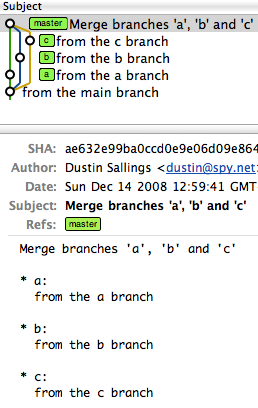 Subject
master Merge branches 'a', 'b' and 'c'
c from the c branch
b from the b branch
a from the a branch
from the main branch
SHA: ae632e99ba0ccd0e9e06d09e864
Author: Dustin Sallings <dustin@spy.net>
Date: Sun Dec 14 2008 12:59:41 GMT
Subject: Merge branches 'a', 'b' and 'c'
Refs: master
Merge branches 'a', 'b' and 'c'
* a:
from the a branch
* b:
from the b branch
* c:
from the c branch